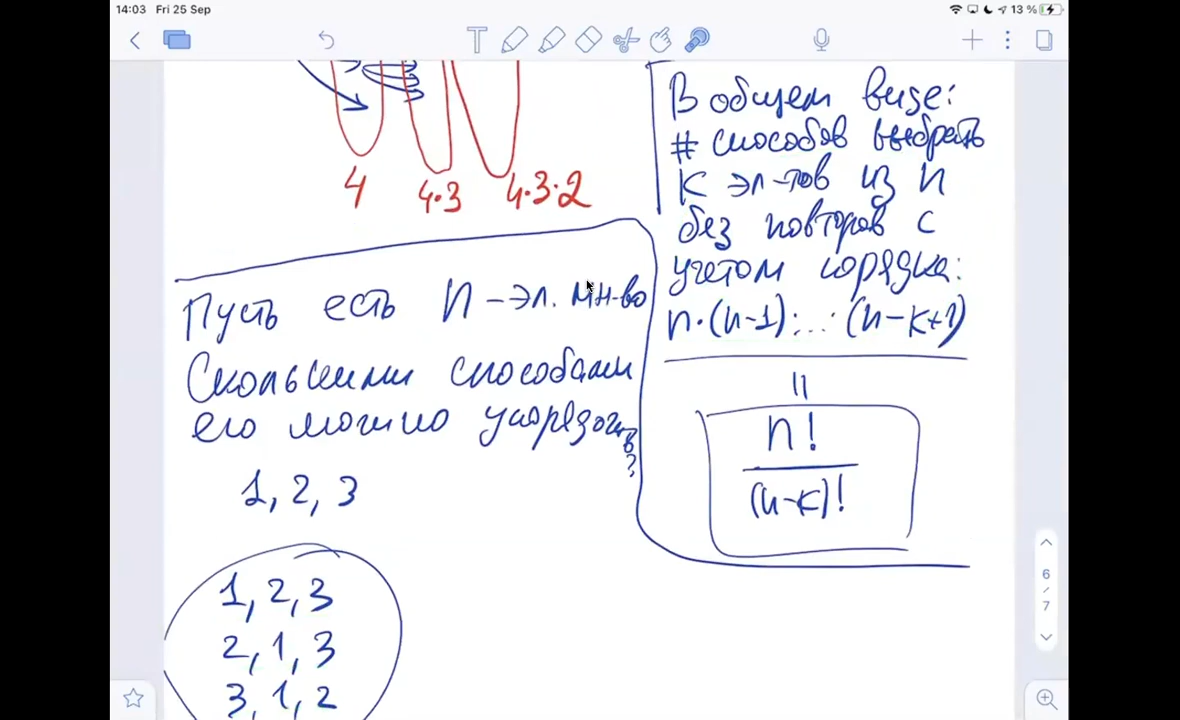 14:03 Fri 25 Sep
13 %
T
4
4·3
4·3·2
В общем виде:
# способов выбрать
к эл-тов из n
без повторов с
учетом порядка:
n·(n-1)·...·(n-k+1)
=
n!
(n-k)!
Пусть есть n-эл. мн-во
Сколькими способами
его можно упорядочить
?
1, 2, 3
1, 2, 3
2, 1, 3
3, 1, 2
6
/
7